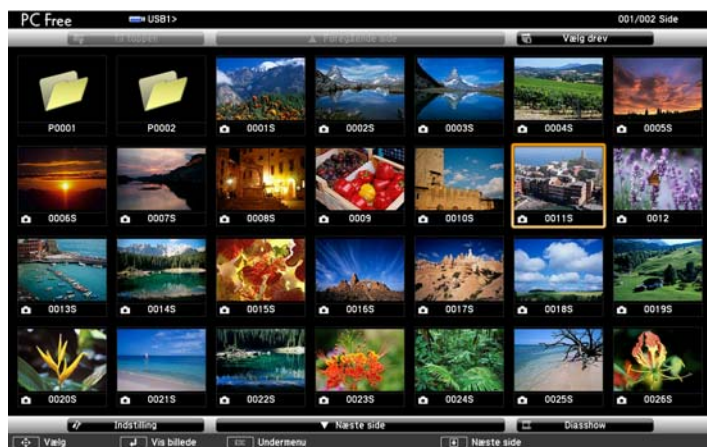 PC Free USB1> 001/002 Side
Til toppen ▲ Foregående side Vælg drev
P0001 P0002 0001S 0002S 0003S 0004S 0005S
0006S 0007S 0008S 0009 0010S 0011S 0012
0013S 0014S 0015S 0016S 0017S 0018S 0019S
0020S 0021S 0022S 0023S 0024S 0025S 0026S
Indstilling ▼ Næste side Diasshow
Vælg Vis billede ESC Undermenu Næste side